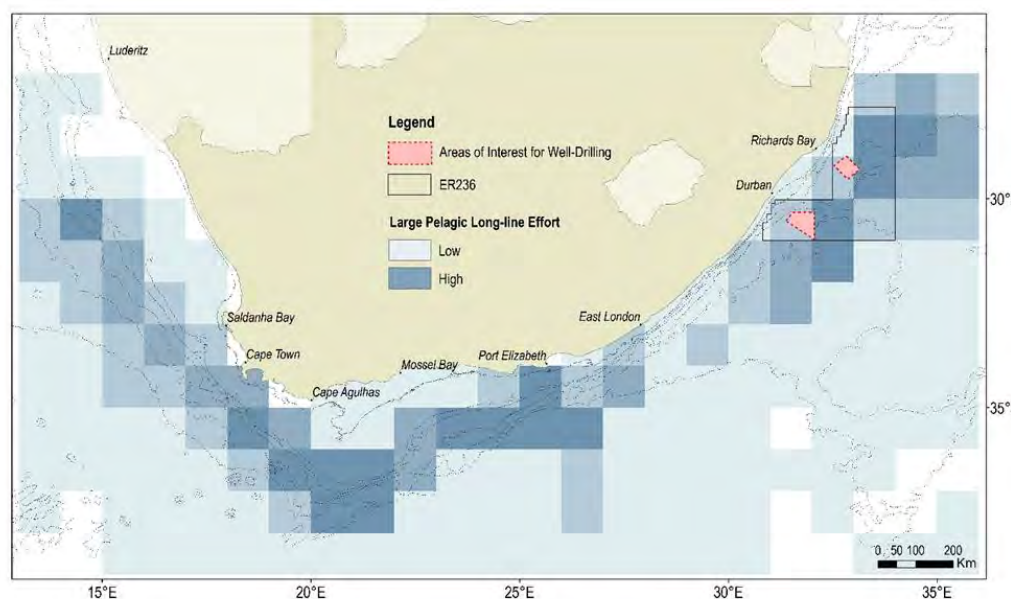 Luderitz
Legend
Areas of Interest for Well-Drilling
ER236
Large Pelagic Long-line Effort
Low
High
Richards Bay
Durban
30°S
Saldanha Bay
Cape Town
Cape Agulhas
Mossel Bay
Port Elizabeth
East London
35°S
0 50 100 200
Km
15°E 20°E 25°E 30°E 35°E